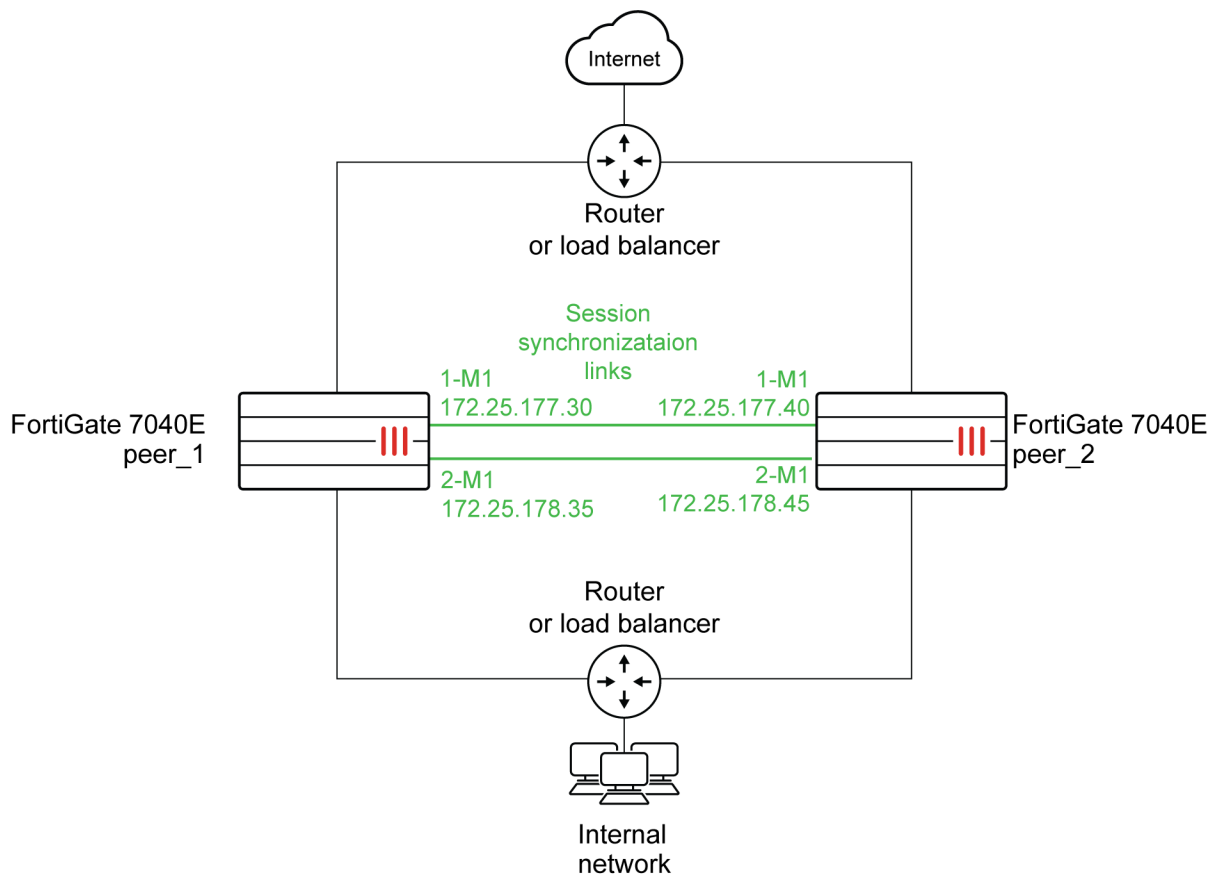 Internet
Router
or load balancer
Session
synchronizataion
links
1-M1
172.25.177.30
1-M1
172.25.177.40
FortiGate 7040E
peer_1
FortiGate 7040E
peer_2
2-M1
172.25.178.35
2-M1
172.25.178.45
Router
or load balancer
Internal
network